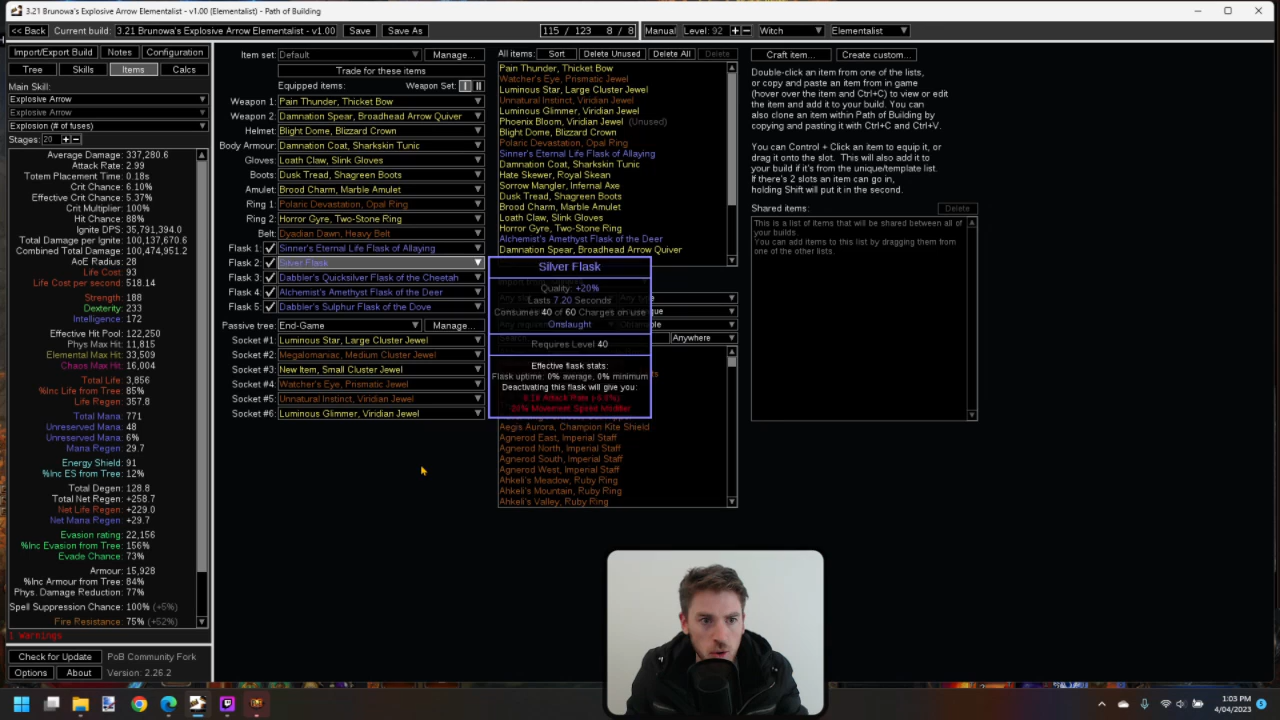 3.21 Brunowa's Explosive Arrow Elementalist - v1.00 (Elementalist) - Path of Building
<< Back Current build: 3.21 Brunowa's Explosive Arrow Elementalist - v1.00 Save Save As 115 / 123 8 / 8 Manual Level: 92 + - Witch Elementalist
Import/Export Build Notes Configuration
Tree Skills Items Calcs
Main Skill:
Explosive Arrow
Explosive Arrow
Explosion (# of fuses)
Stages: 20 + -
Average Damage: 337,280.6
Attack Rate: 2.99
Totem Placement Time: 0.18s
Crit Chance: 6.10%
Effective Crit Chance: 5.37%
Crit Multiplier: 100%
Hit Chance: 88%
Ignite DPS: 35,791,394.0
Total Damage per Ignite: 100,137,670.6
Combined Total Damage: 100,474,951.2
AoE Radius: 28
Life Cost: 93
Life Cost per second: 518.14
Strength: 188
Dexterity: 233
Intelligence: 172
Effective Hit Pool: 122,250
Phys Max Hit: 11,815
Elemental Max Hit: 33,509
Chaos Max Hit: 16,004
Total Life: 3,856
%Inc Life from Tree: 85%
Life Regen: 357.8
Total Mana: 771
Unreserved Mana: 48
Unreserved Mana: 6%
Mana Regen: 29.7
Energy Shield: 91
%Inc ES from Tree: 12%
Total Degen: 128.8
Total Net Regen: +258.7
Net Life Regen: +229.0
Net Mana Regen: +29.7
Evasion rating: 22,156
%Inc Evasion from Tree: 156%
Evade Chance: 73%
Armour: 15,928
%Inc Armour from Tree: 84%
Phys. Damage Reduction: 77%
Spell Suppression Chance: 100% (+5%)
Fire Resistance: 75% (+52%)
1 Warnings
Check for Update PoB Community Fork
Options About Version: 2.26.2
Item set: Default Manage...
Trade for these items
Equipped items: Weapon Set: I II
Weapon 1: Pain Thunder, Thicket Bow
Weapon 2: Damnation Spear, Broadhead Arrow Quiver
Helmet: Blight Dome, Blizzard Crown
Body Armour: Damnation Coat, Sharkskin Tunic
Gloves: Loath Claw, Slink Gloves
Boots: Dusk Tread, Shagreen Boots
Amulet: Brood Charm, Marble Amulet
Ring 1: Polaric Devastation, Opal Ring
Ring 2: Horror Gyre, Two-Stone Ring
Belt: Dyadian Dawn, Heavy Belt
Flask 1: Sinner's Eternal Life Flask of Allaying
Flask 2: Silver Flask
Flask 3: Dabbler's Quicksilver Flask of the Cheetah
Flask 4: Alchemist's Amethyst Flask of the Deer
Flask 5: Dabbler's Sulphur Flask of the Dove
Passive tree: End-Game Manage...
Socket #1: Luminous Star, Large Cluster Jewel
Socket #2: Megalomaniac, Medium Cluster Jewel
Socket #3: New Item, Small Cluster Jewel
Socket #4: Watcher's Eye, Prismatic Jewel
Socket #5: Unnatural Instinct, Viridian Jewel
Socket #6: Luminous Glimmer, Viridian Jewel
All items: Sort Delete Unused Delete All Delete
Pain Thunder, Thicket Bow
Watcher's Eye, Prismatic Jewel
Luminous Star, Large Cluster Jewel
Unnatural Instinct, Viridian Jewel
Luminous Glimmer, Viridian Jewel
Phoenix Bloom, Viridian Jewel (Unused)
Blight Dome, Blizzard Crown
Polaric Devastation, Opal Ring
Sinner's Eternal Life Flask of Allaying
Damnation Coat, Sharkskin Tunic
Hate Skewer, Royal Skean
Sorrow Mangler, Infernal Axe
Dusk Tread, Shagreen Boots
Brood Charm, Marble Amulet
Loath Claw, Slink Gloves
Horror Gyre, Two-Stone Ring
Alchemist's Amethyst Flask of the Deer
Damnation Spear, Broadhead Arrow Quiver
Silver Flask
Quality: +20%
Lasts 7.20 Seconds
Consumes 40 of 60 Charges on use
Onslaught
Requires Level 40
Effective flask stats:
Flask uptime: 0% average, 0% minimum
Deactivating this flask will give you:
20% Movement Speed Modifier
Anywhere
Aegis Aurora, Champion Kite Shield
Agnerod East, Imperial Staff
Agnerod North, Imperial Staff
Agnerod South, Imperial Staff
Agnerod West, Imperial Staff
Ahkeli's Meadow, Ruby Ring
Ahkeli's Mountain, Ruby Ring
Ahkeli's Valley, Ruby Ring
Craft item... Create custom...
Double-click an item from one of the lists,
or copy and paste an item from in game
(hover over the item and Ctrl+C) to view or edit
the item and add it to your build. You can
also clone an item within Path of Building by
copying and pasting it with Ctrl+C and Ctrl+V.
You can Control + Click an item to equip it, or
drag it onto the slot. This will also add it to
your build if it's from the unique/template list.
If there's 2 slots an item can go in,
holding Shift will put it in the second.
Shared items: Delete
This is a list of items that will be shared between all of
your builds.
You can add items to this list by dragging them from
one of the other lists.
1:03 PM
4/04/2023